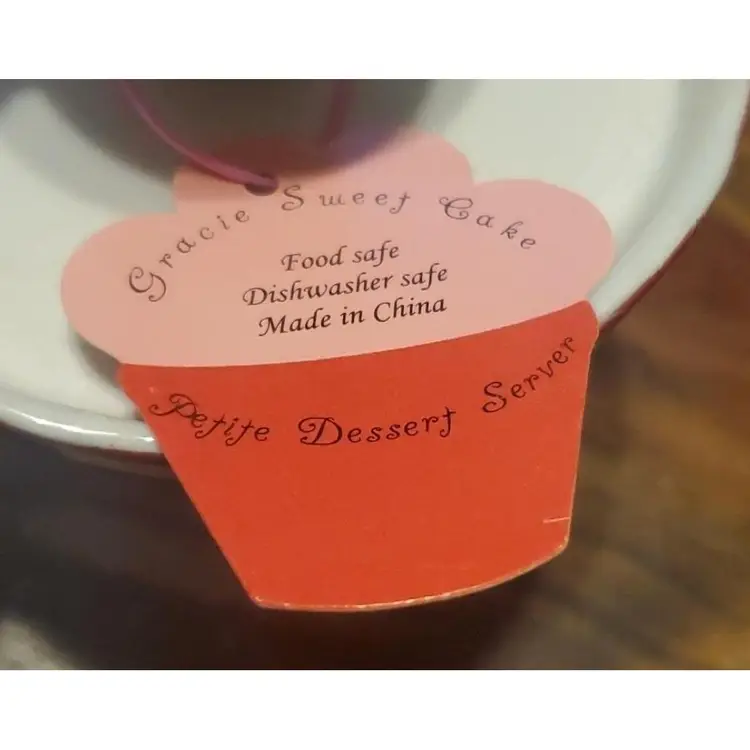 Gracie Sweet Cake
Food safe
Dishwasher safe
Made in China
Petite Dessert Server